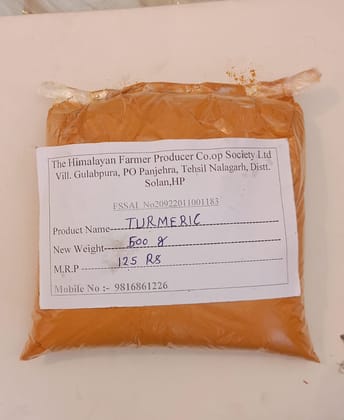 The Himalayan Farmer Producer Co.op Society Ltd
Vill. Gulabpura, PO Panjehra, Tehsil Nalagarh, Distt.
Solan,HP
FSSAI No20922011001183
Product Name TURMERIC
New Weight 500 g
M.R.P 125 RS
Mobile No :- 9816861226